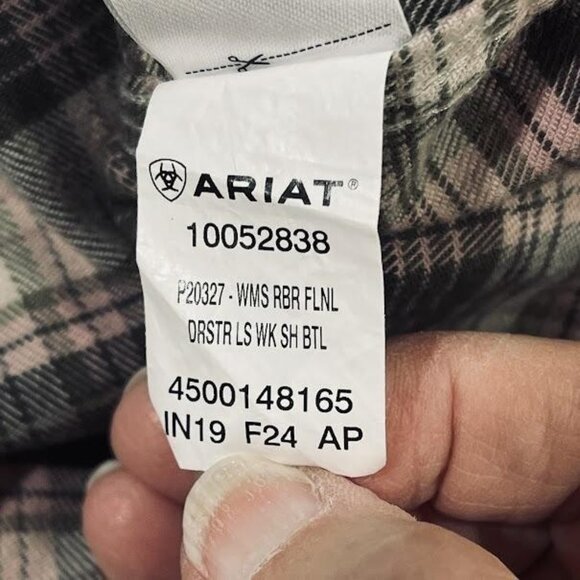 ARIAT®
10052838
P20327 - WMS RBR FLNL
DRSTR LS WK SH BTL
4500148165
IN19 F24 AP